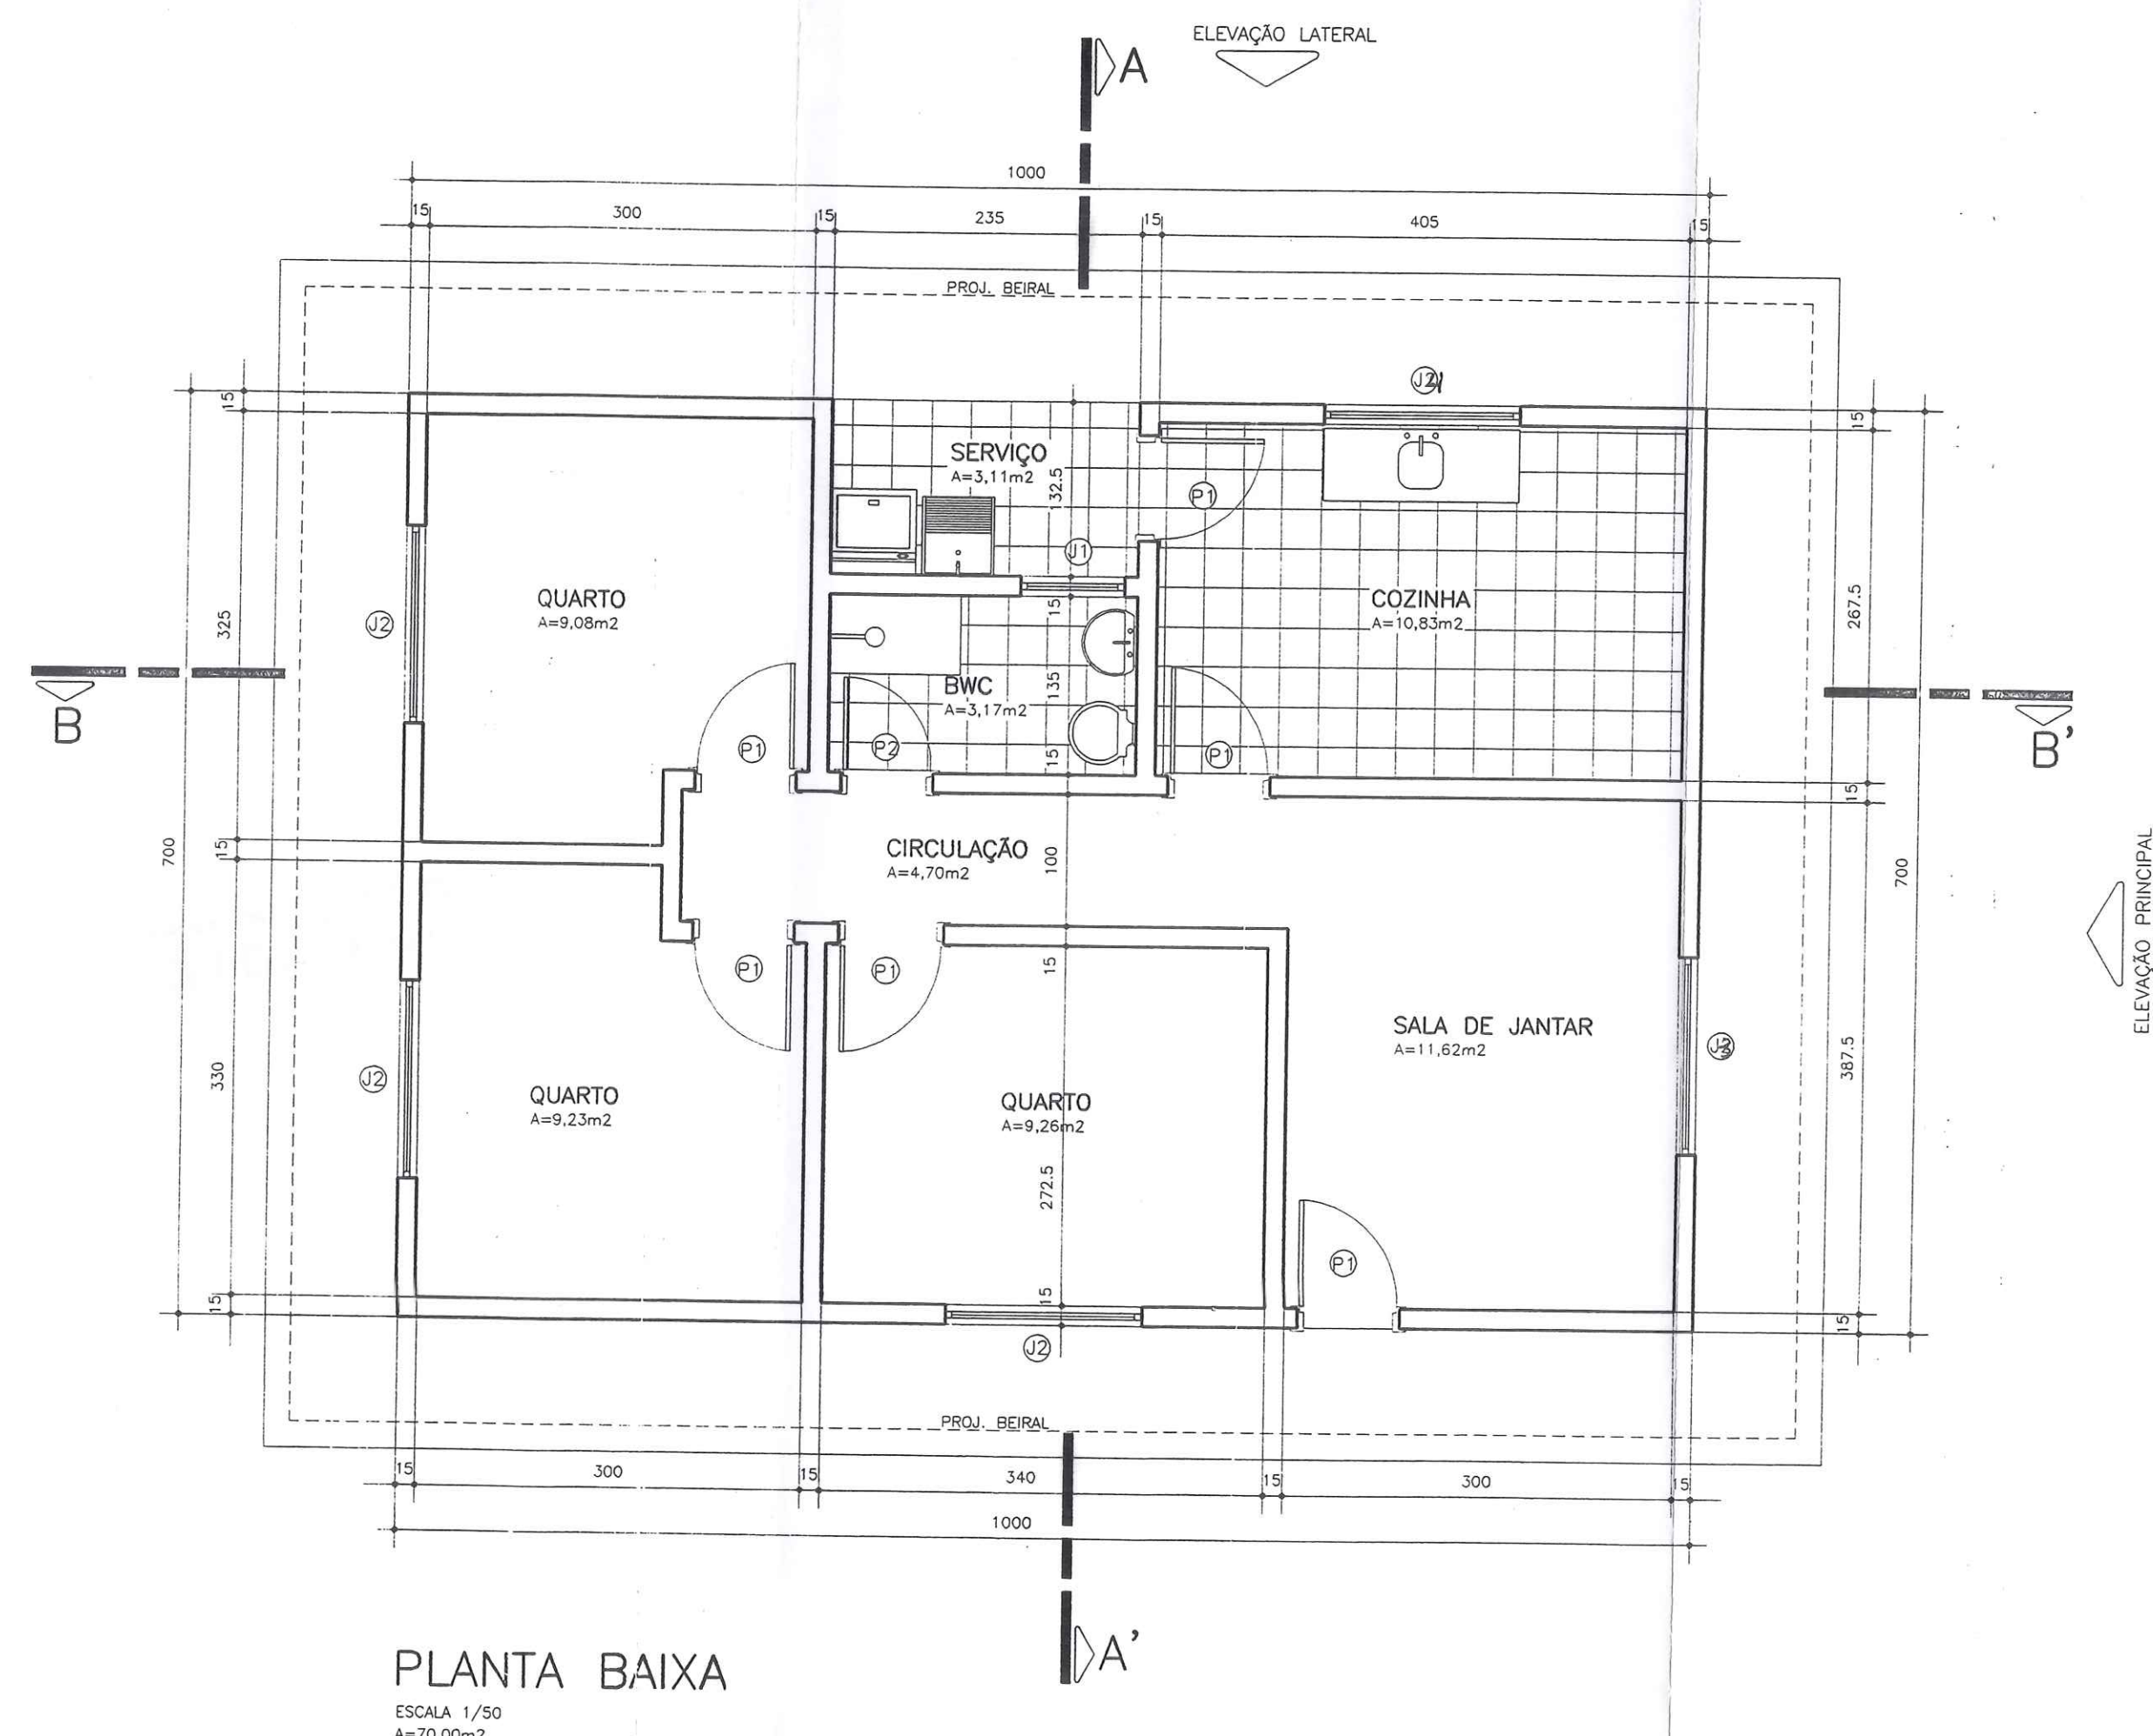 ELEVAÇÃO LATERAL
A
1000
15 300 15 235 15 405 15
PROJ. BEIRAL
J2
15
15
SERVIÇO
A=3,11m2
132.5
P1
J1
QUARTO
A=9,08m2
COZINHA
A=10,83m2
J2
325
15
267.5
BWC
A=3,17m2
135
B
B'
P1
P2
P1
15
15
CIRCULAÇÃO
A=4,70m2
100
15
700
700
ELEVAÇÃO PRINCIPAL
P1
P1
15
SALA DE JANTAR
A=11,62m2
387.5
J2
330
QUARTO
A=9,23m2
QUARTO
A=9,26m2
272.5
P1
15
15
15
J2
PROJ. BEIRAL
15 300 15 340 15 300 15
1000
A'
PLANTA BAIXA
ESCALA 1/50
A=70,00m2